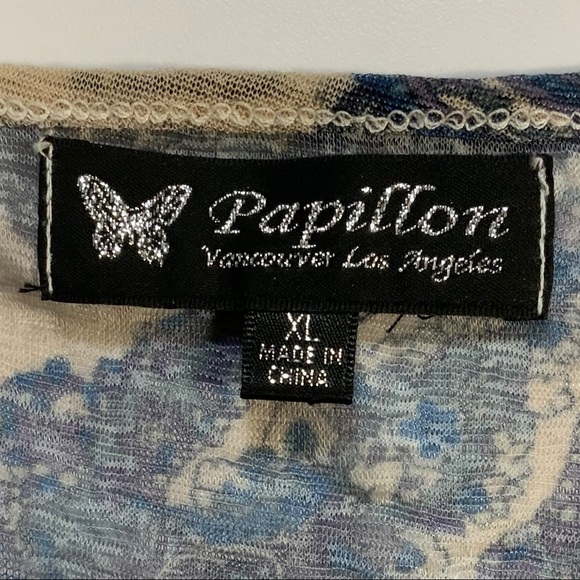 Papillon
Vancouver Los Angeles
XL
MADE IN
CHINA